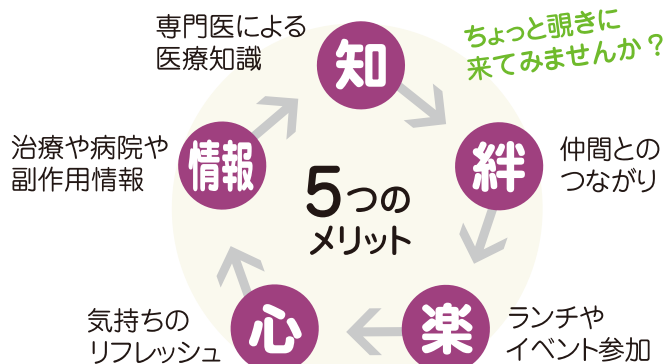 専門医による
医療知識
知
ちょっと覗きに
来てみませんか？
絆
仲間との
つながり
楽
ランチや
イベント参加
心
気持ちの
リフレッシュ
情報
治療や病院や
副作用情報
5つの
メリット